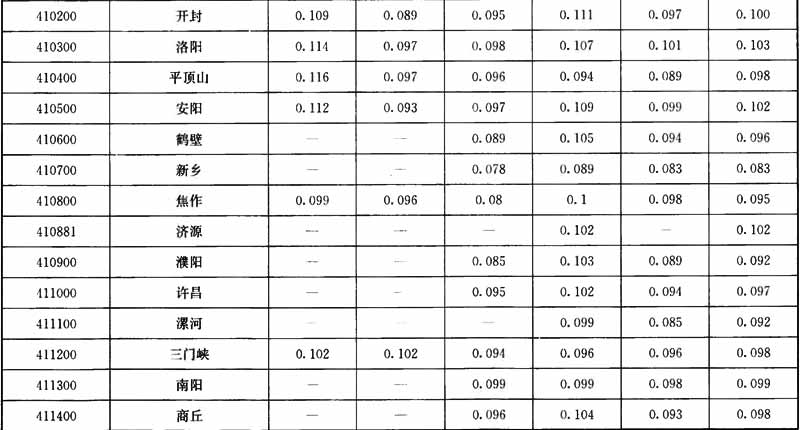 410200 开封 0.109 0.089 0.095 0.111 0.097 0.100
410300 洛阳 0.114 0.097 0.098 0.107 0.101 0.103
410400 平顶山 0.116 0.097 0.096 0.094 0.089 0.098
410500 安阳 0.112 0.093 0.097 0.109 0.099 0.102
410600 鹤壁 — — 0.089 0.105 0.094 0.096
410700 新乡 — — 0.078 0.089 0.083 0.083
410800 焦作 0.099 0.096 0.08 0.1 0.098 0.095
410881 济源 — — — 0.102 — 0.102
410900 濮阳 — — 0.085 0.103 0.089 0.092
411000 许昌 — — 0.095 0.102 0.094 0.097
411100 漯河 — — — 0.099 0.085 0.092
411200 三门峡 0.102 0.102 0.094 0.096 0.096 0.098
411300 南阳 — — 0.099 0.099 0.098 0.099
411400 商丘 — — 0.096 0.104 0.093 0.098